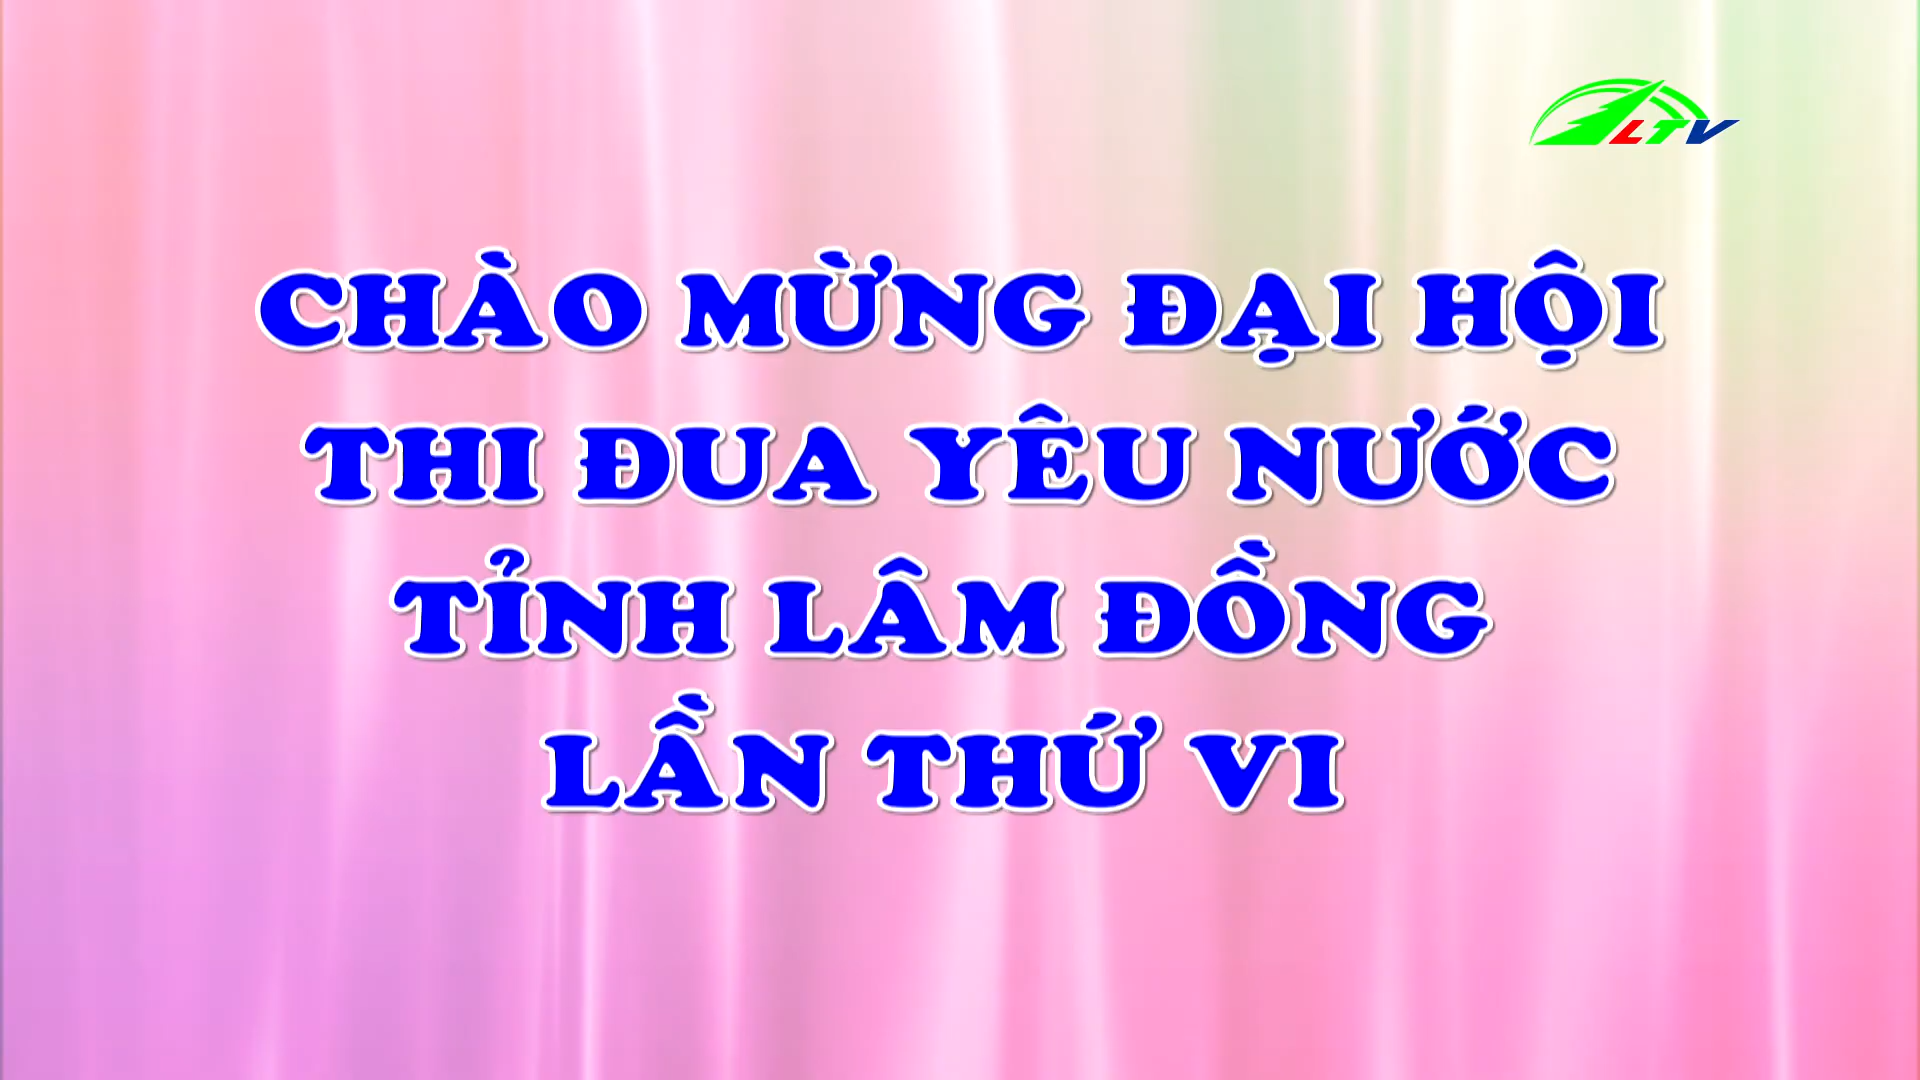 LTV
CHÀO MỪNG ĐẠI HỘI
THI ĐUA YÊU NƯỚC
TỈNH LÂM ĐỒNG
LẦN THỨ VI